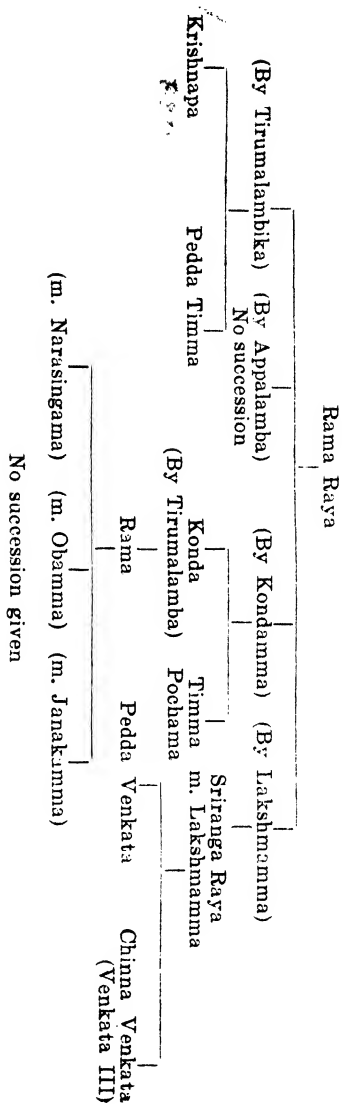 Rama Raya
(By Tirumalambika) (By Appalamba) (By Kondamma) (By Lakshmamma)
No succession
Krishnapa Pedda Timma Konda Timma Sriranga Raya
(By Tirumalamba) Pochama m. Lakshmamma
Rama Pedda Venkata Chinna Venkata
(Venkata III)
(m. Narasingama) (m. Obamma) (m. Janakamma)
No succession given